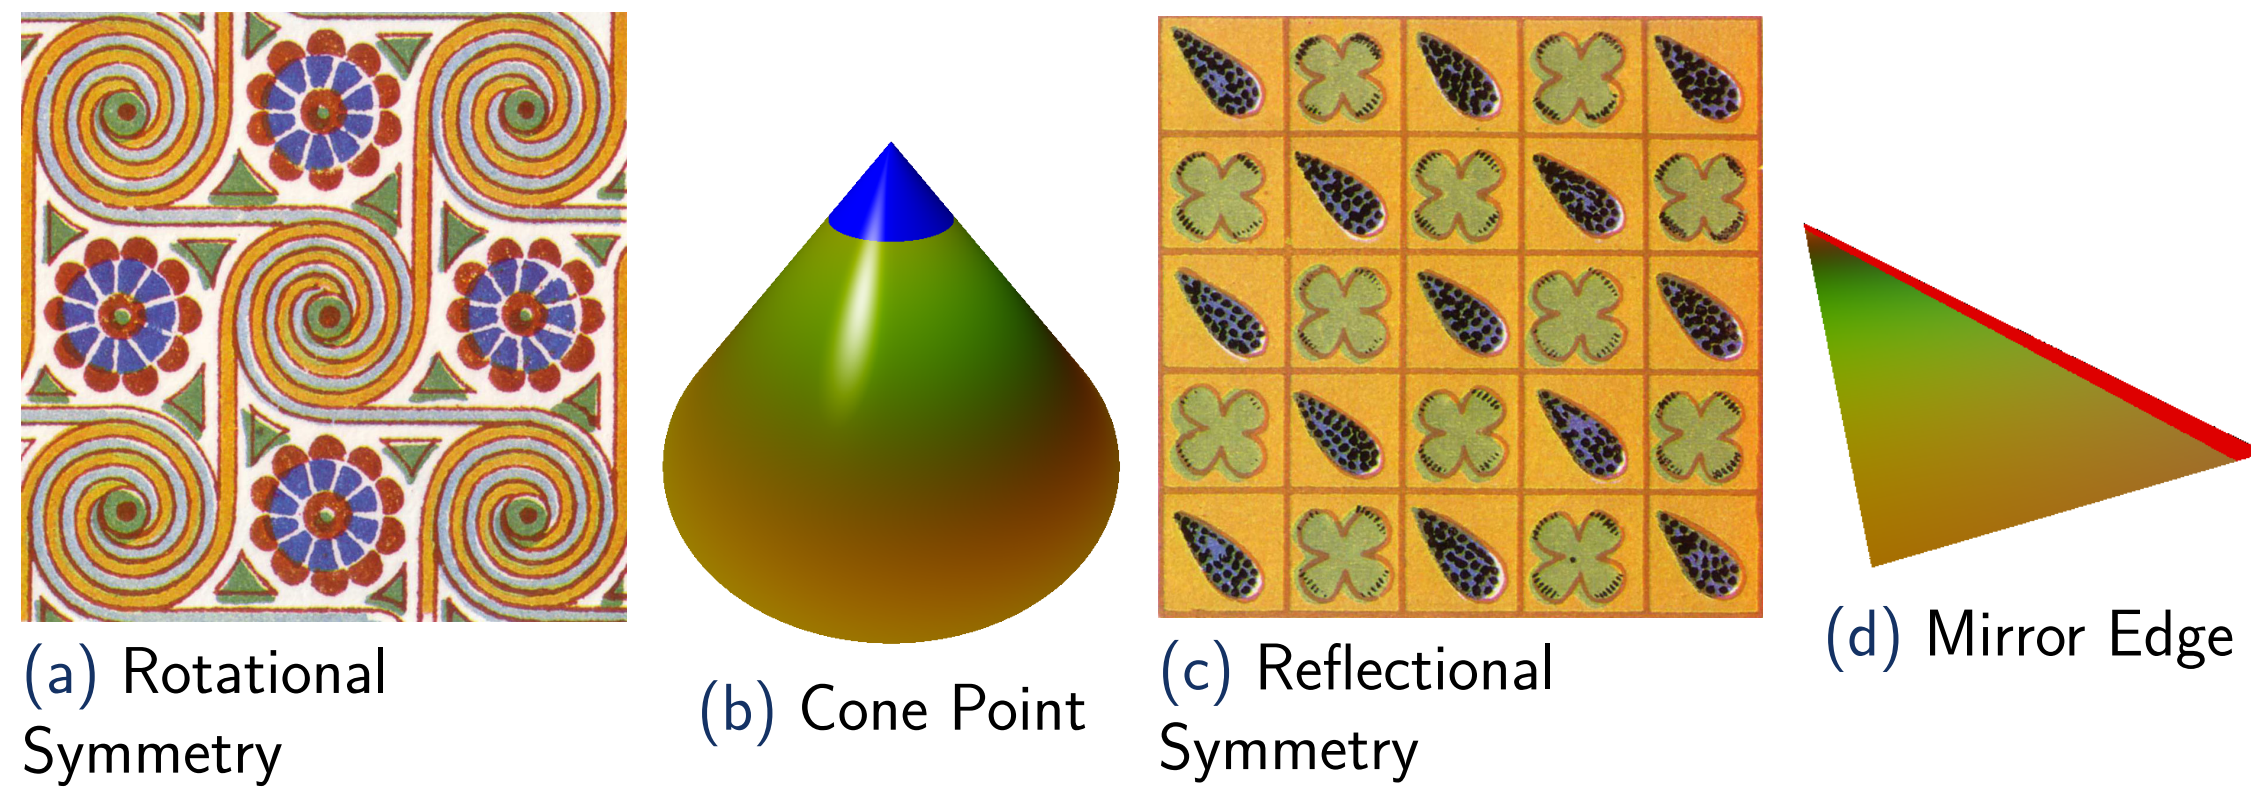 (a) Rotational
Symmetry
(b) Cone Point
(c) Reflectional
Symmetry
(d) Mirror Edge